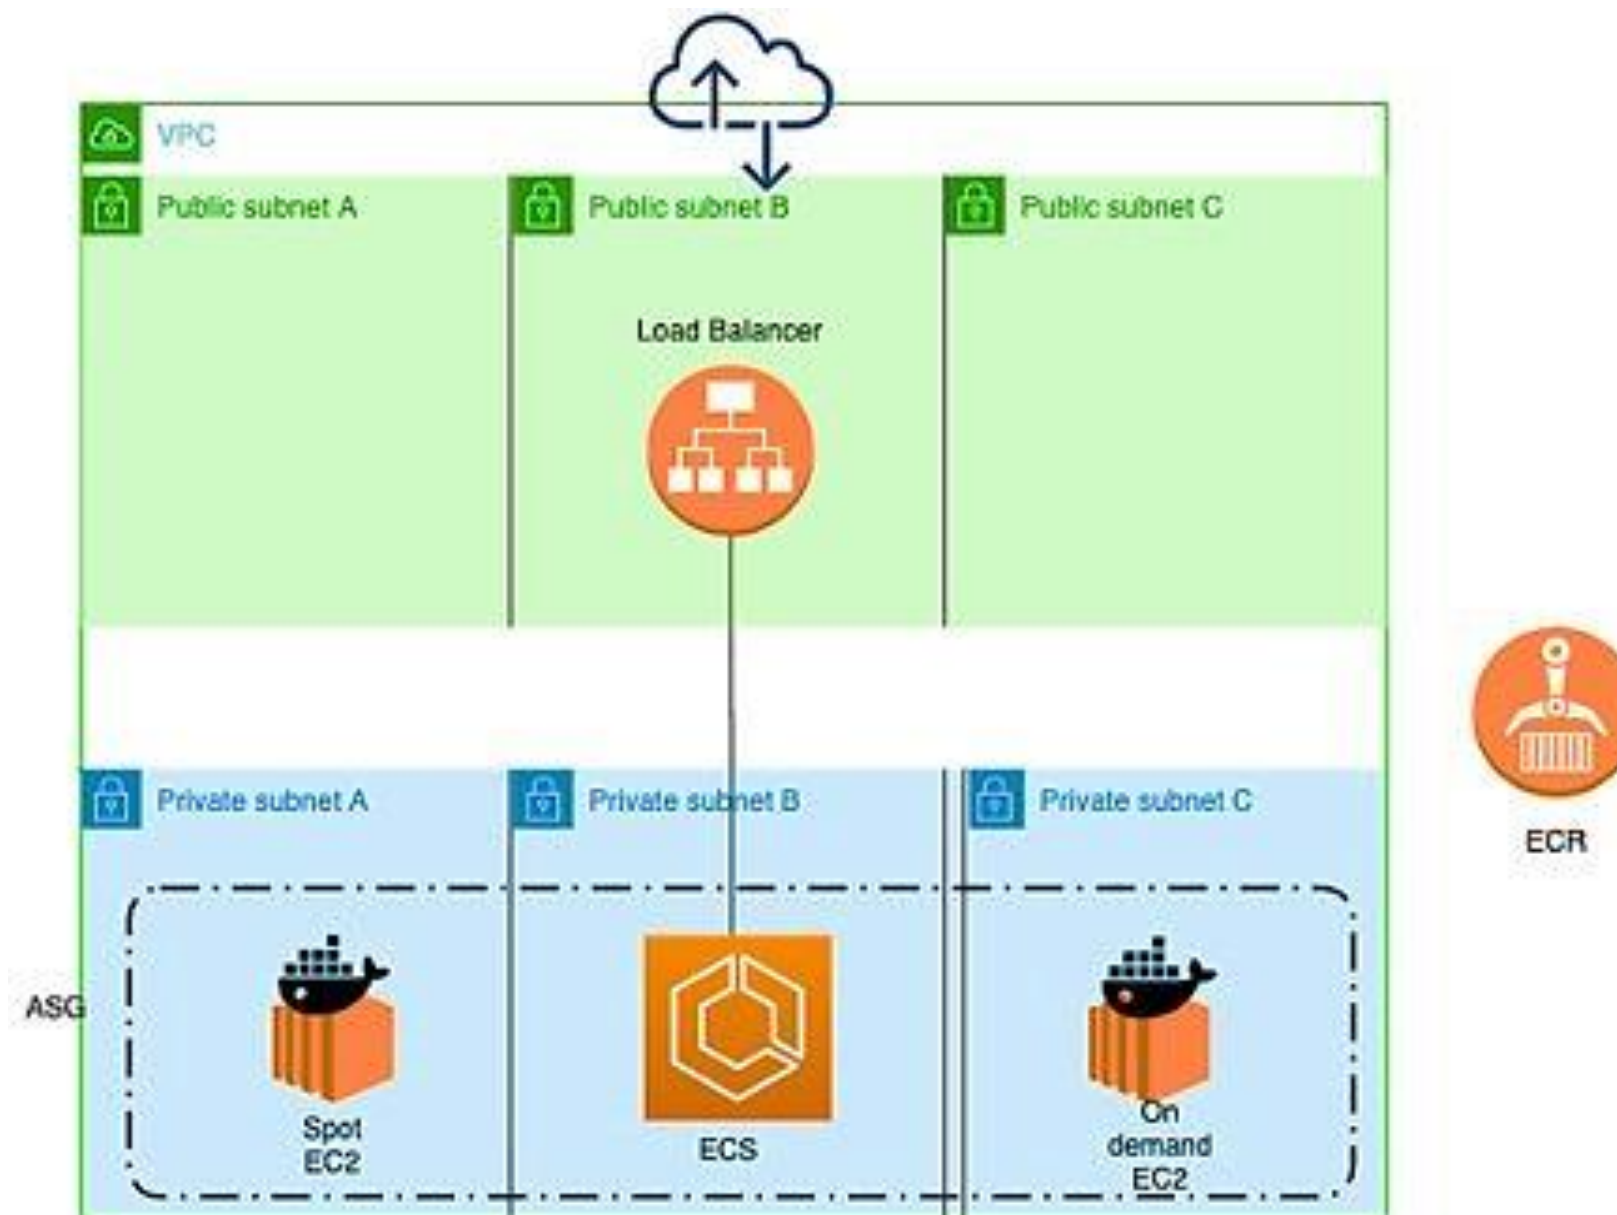 VPC
Public subnet A
Public subnet B
Public subnet C
Load Balancer
Private subnet A
Private subnet B
Private subnet C
ECR
ASG
Spot
EC2
ECS
On
demand
EC2